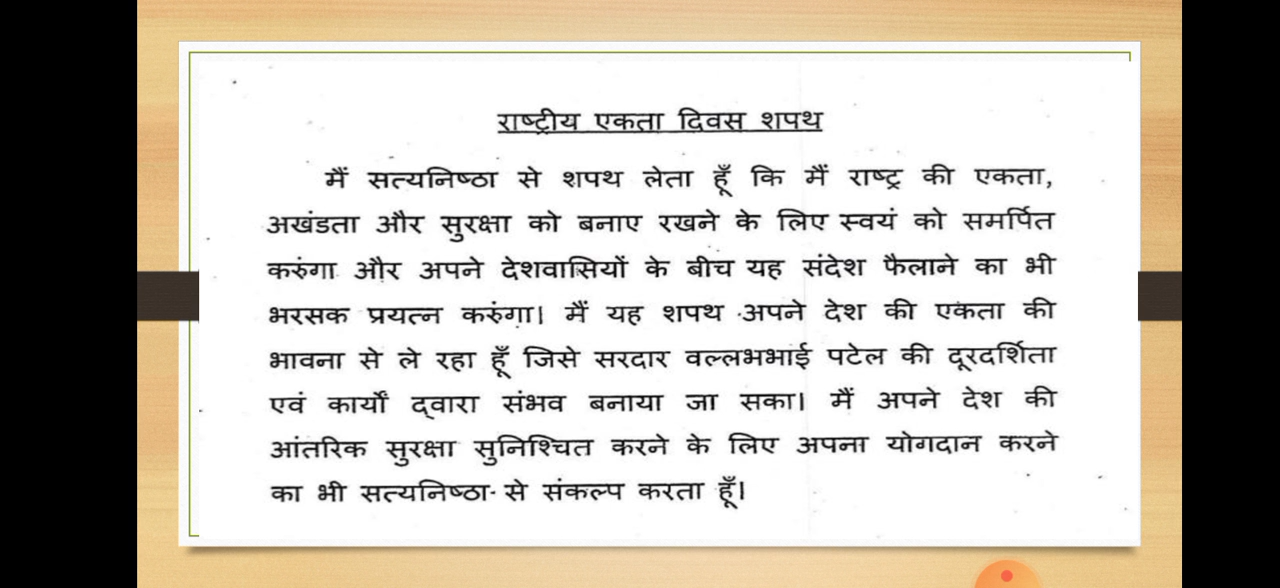 राष्ट्रीय एकता दिवस शपथ
मैं सत्यनिष्ठा से शपथ लेता हूँ कि मैं राष्ट्र की एकता,
अखंडता और सुरक्षा को बनाए रखने के लिए स्वयं को समर्पित
करुंगा और अपने देशवासियों के बीच यह संदेश फैलाने का भी
भरसक प्रयत्न करुंगा। मैं यह शपथ अपने देश की एकता की
भावना से ले रहा हूँ जिसे सरदार वल्लभभाई पटेल की दूरदर्शिता
एवं कार्यों द्वारा संभव बनाया जा सका। मैं अपने देश की
आंतरिक सुरक्षा सुनिश्चित करने के लिए अपना योगदान करने
का भी सत्यनिष्ठा से संकल्प करता हूँ।